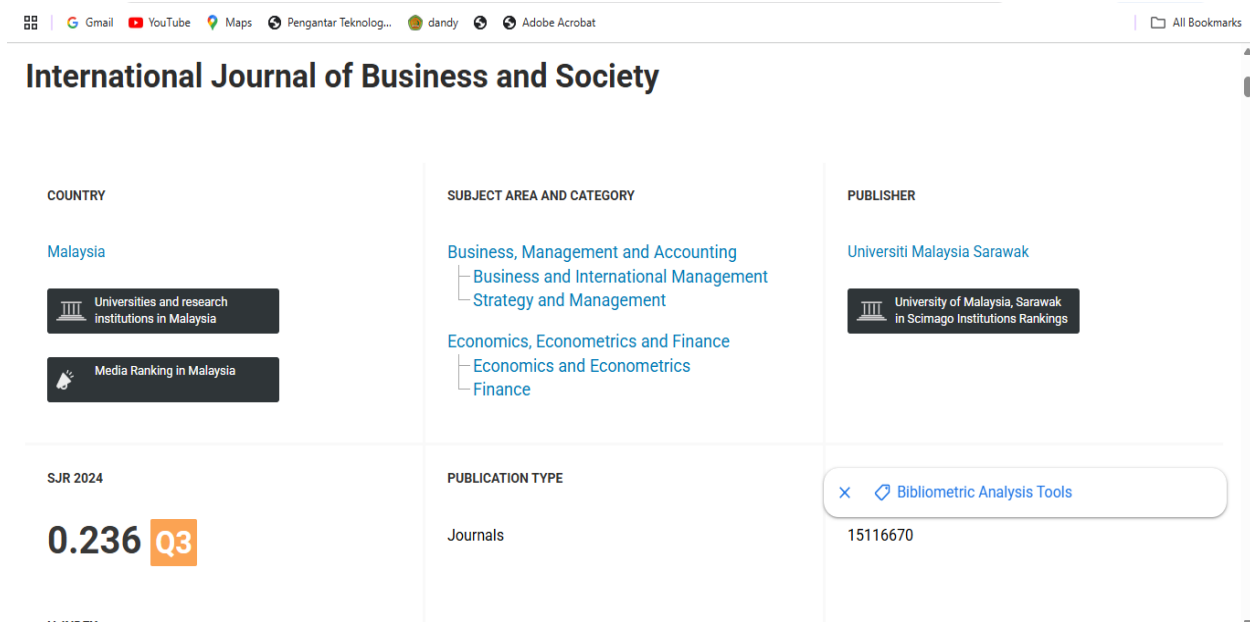 Gmail
YouTube
Maps
Pengantar Teknolog...
dandy
Adobe Acrobat
All Bookmarks
International Journal of Business and Society
COUNTRY
Malaysia
Universities and research
institutions in Malaysia
Media Ranking in Malaysia
SUBJECT AREA AND CATEGORY
Business, Management and Accounting
Business and International Management
Strategy and Management
Economics, Econometrics and Finance
Economics and Econometrics
Finance
PUBLISHER
Universiti Malaysia Sarawak
University of Malaysia, Sarawak
in Scimago Institutions Rankings
SJR 2024
0.236 Q3
PUBLICATION TYPE
Journals
Bibliometric Analysis Tools
15116670